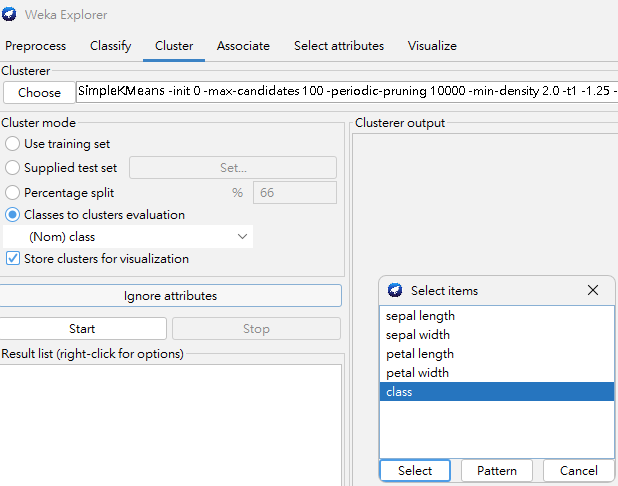 Weka Explorer
Preprocess Classify Cluster Associate Select attributes Visualize
Clusterer
Choose SimpleKMeans -init 0 -max-candidates 100 -periodic-pruning 10000 -min-density 2.0 -t1 -1.25 -
Cluster mode
Use training set
Supplied test set Set...
Percentage split % 66
Classes to clusters evaluation
(Nom) class
Store clusters for visualization
Ignore attributes
Start Stop
Result list (right-click for options)
Clusterer output
Select items
sepal length
sepal width
petal length
petal width
class
Select Pattern Cancel